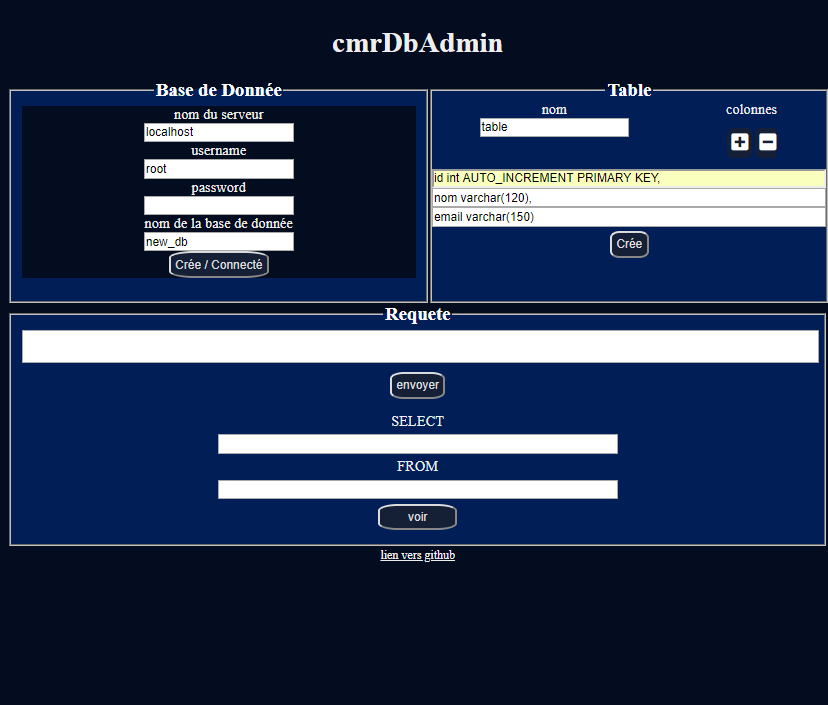 cmrDbAdmin
Base de Donnée
nom du serveur
localhost
username
root
password
nom de la base de donnée
new_db
Crée / Connecté
Table
nom
colonnes
table
id int AUTO_INCREMENT PRIMARY KEY,
nom varchar(120),
email varchar(150)
Crée
Requete
envoyer
SELECT
FROM
voir
lien vers github